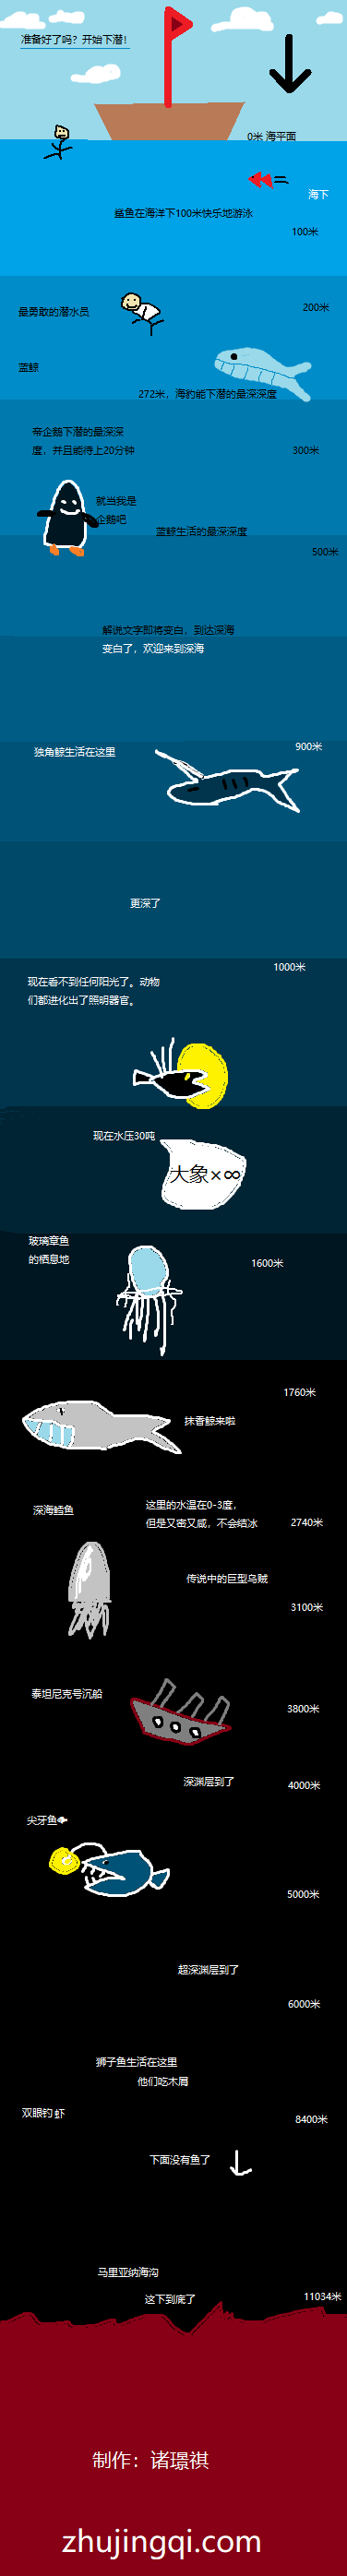 准备好了吗？开始下潜！
0米 海平面
海下
鲨鱼在海洋下100米快乐地游泳
100米
200米
最勇敢的潜水员
蓝鲸
272米，海豹能下潜的最深深度
帝企鹅下潜的最深深
度，并且能待上20分钟
300米
就当我是
企鹅吧
蓝鲸生活的最深深度
500米
解说文字即将变白，到达深海
变白了，欢迎来到深海
900米
独角鲸生活在这里
更深了
1000米
现在看不到任何阳光了。动物
们都进化出了照明器官。
现在水压30吨
大象×∞
玻璃章鱼
的栖息地
1600米
1760米
抹香鲸来啦
深海鳕鱼
这里的水温在0-3度，
但是又密又咸，不会结冰
2740米
传说中的巨型乌贼
3100米
泰坦尼克号沉船
3800米
深渊层到了
4000米
尖牙鱼
5000米
超深渊层到了
6000米
狮子鱼生活在这里
他们吃木屑
双眼钓虾
8400米
下面没有鱼了
马里亚纳海沟
这下到底了
11034米
制作：诸璟祺
zhujingqi.com